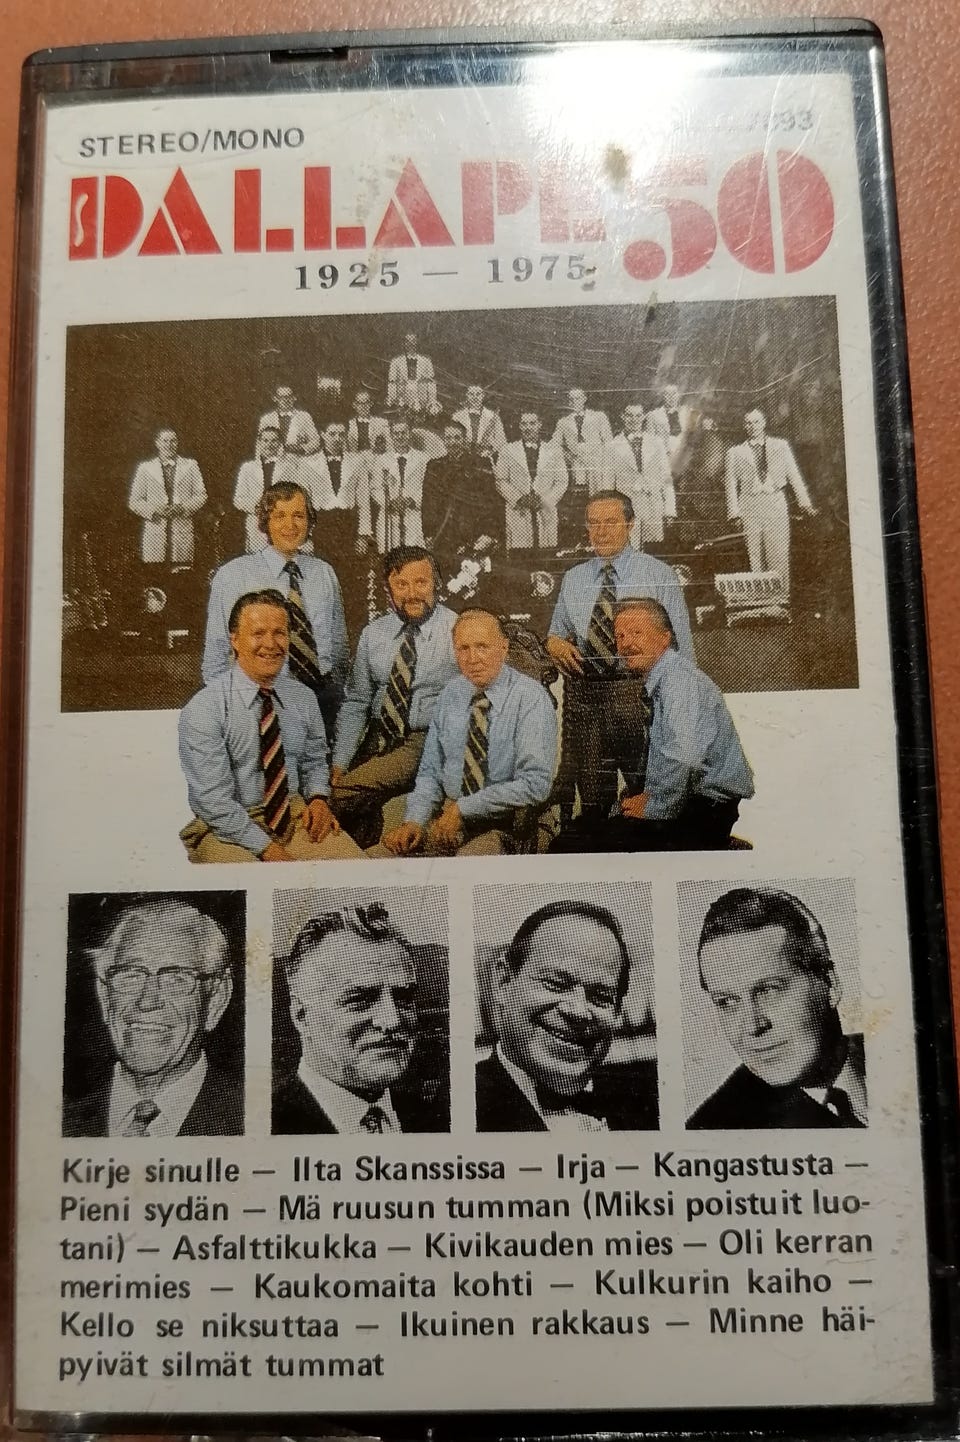 STEREO/MONO
DALLAPE 50
1925 — 1975
Kirje sinulle — Ilta Skanssissa — Irja — Kangastusta —
Pieni sydän — Mä ruusun tumman (Miksi poistuit luo-
tani) — Asfalttikukka — Kivikauden mies — Oli kerran
merimies — Kaukomaita kohti — Kulkurin kaiho —
Kello se niksuttaa — Ikuinen rakkaus — Minne häi-
pyivät silmät tummat